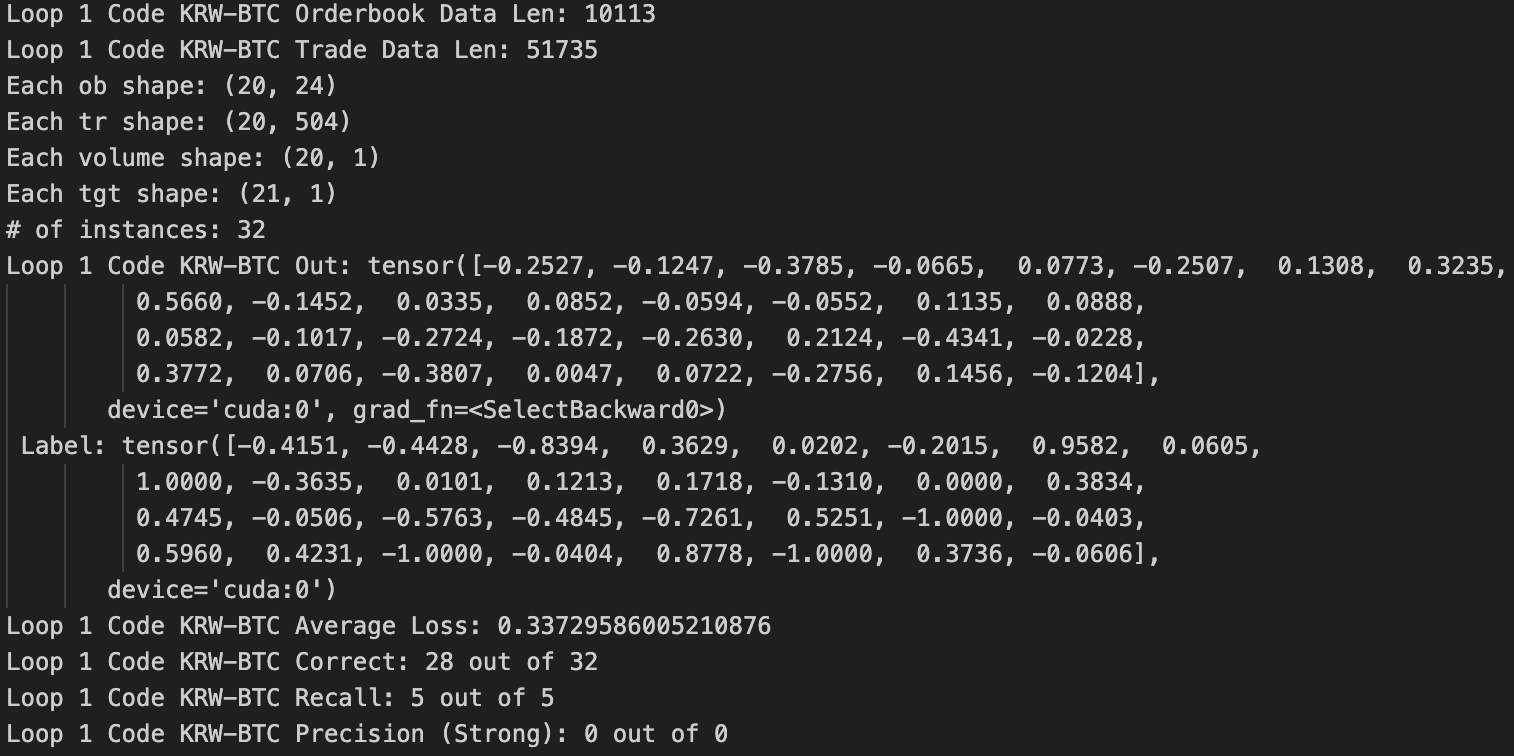 Loop 1 Code KRW-BTC Orderbook Data Len: 10113
Loop 1 Code KRW-BTC Trade Data Len: 51735
Each ob shape: (20, 24)
Each tr shape: (20, 504)
Each volume shape: (20, 1)
Each tgt shape: (21, 1)
# of instances: 32
Loop 1 Code KRW-BTC Out: tensor([-0.2527, -0.1247, -0.3785, -0.0665,  0.0773, -0.2507,  0.1308,  0.3235,
         0.5660, -0.1452,  0.0335,  0.0852, -0.0594, -0.0552,  0.1135,  0.0888,
         0.0582, -0.1017, -0.2724, -0.1872, -0.2630,  0.2124, -0.4341, -0.0228,
         0.3772,  0.0706, -0.3807,  0.0047,  0.0722, -0.2756,  0.1456, -0.1204],
       device='cuda:0', grad_fn=<SelectBackward0>)
 Label: tensor([-0.4151, -0.4428, -0.8394,  0.3629,  0.0202, -0.2015,  0.9582,  0.0605,
         1.0000, -0.3635,  0.0101,  0.1213,  0.1718, -0.1310,  0.0000,  0.3834,
         0.4745, -0.0506, -0.5763, -0.4845, -0.7261,  0.5251, -1.0000, -0.0403,
         0.5960,  0.4231, -1.0000, -0.0404,  0.8778, -1.0000,  0.3736, -0.0606],
       device='cuda:0')
Loop 1 Code KRW-BTC Average Loss: 0.33729586005210876
Loop 1 Code KRW-BTC Correct: 28 out of 32
Loop 1 Code KRW-BTC Recall: 5 out of 5
Loop 1 Code KRW-BTC Precision (Strong): 0 out of 0